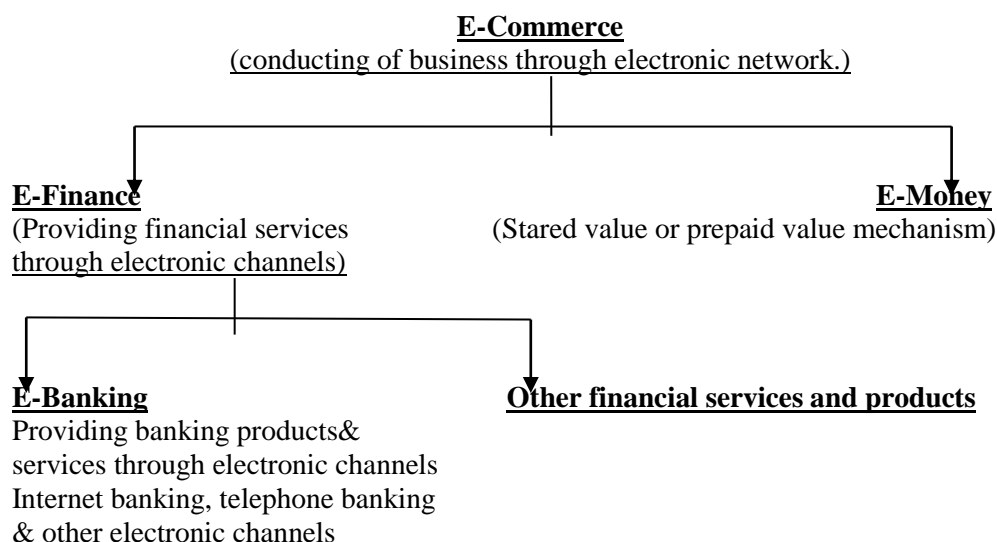 E-Commerce
(conducting of business through electronic network.)
E-Finance
(Providing financial services
through electronic channels)
E-Money
(Stared value or prepaid value mechanism)
E-Banking
Providing banking products&
services through electronic channels
Internet banking, telephone banking
& other electronic channels
Other financial services and products